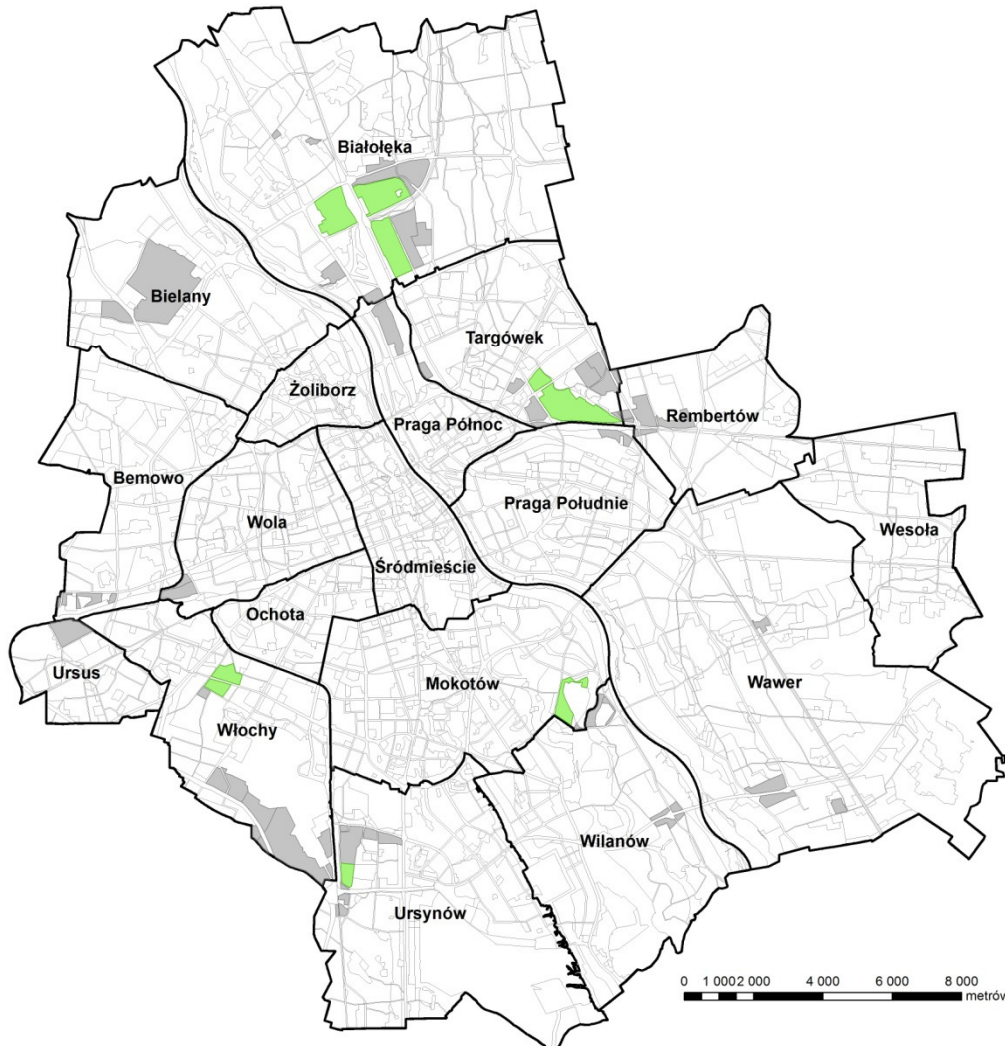 Białołęka
Bielany
Targówek
Żoliborz
Rembertów
Praga Północ
Bemowo
Praga Południe
Wola
Wesoła
Śródmieście
Ochota
Ursus
Mokotów
Wawer
Włochy
Wilanów
Ursynów
0 1 000 2 000 4 000 6 000 8 000
metrów